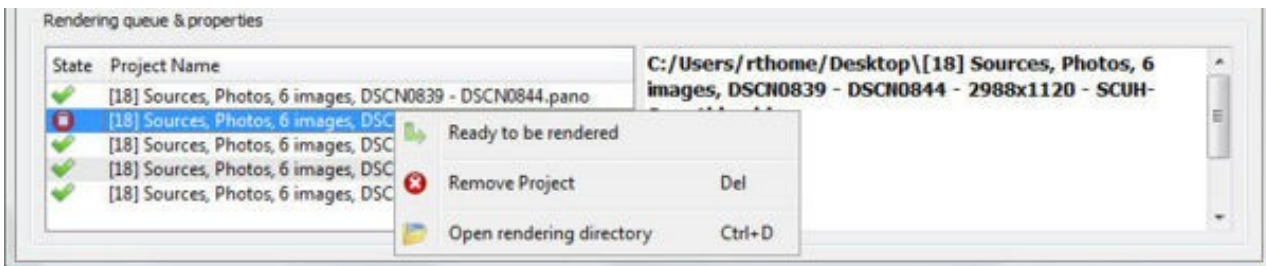 Rendering queue & properties
State Project Name
[18] Sources, Photos, 6 images, DSCN0839 - DSCN0844.pano
[18] Sources, Photos, 6 images, DSC
[18] Sources, Photos, 6 images, DSC
[18] Sources, Photos, 6 images, DSC
[18] Sources, Photos, 6 images, DSC
Ready to be rendered
Remove Project Del
Open rendering directory Ctrl+D
C:/Users/rthome/Desktop\[18] Sources, Photos, 6
images, DSCN0839 - DSCN0844 - 2988x1120 - SCUH-